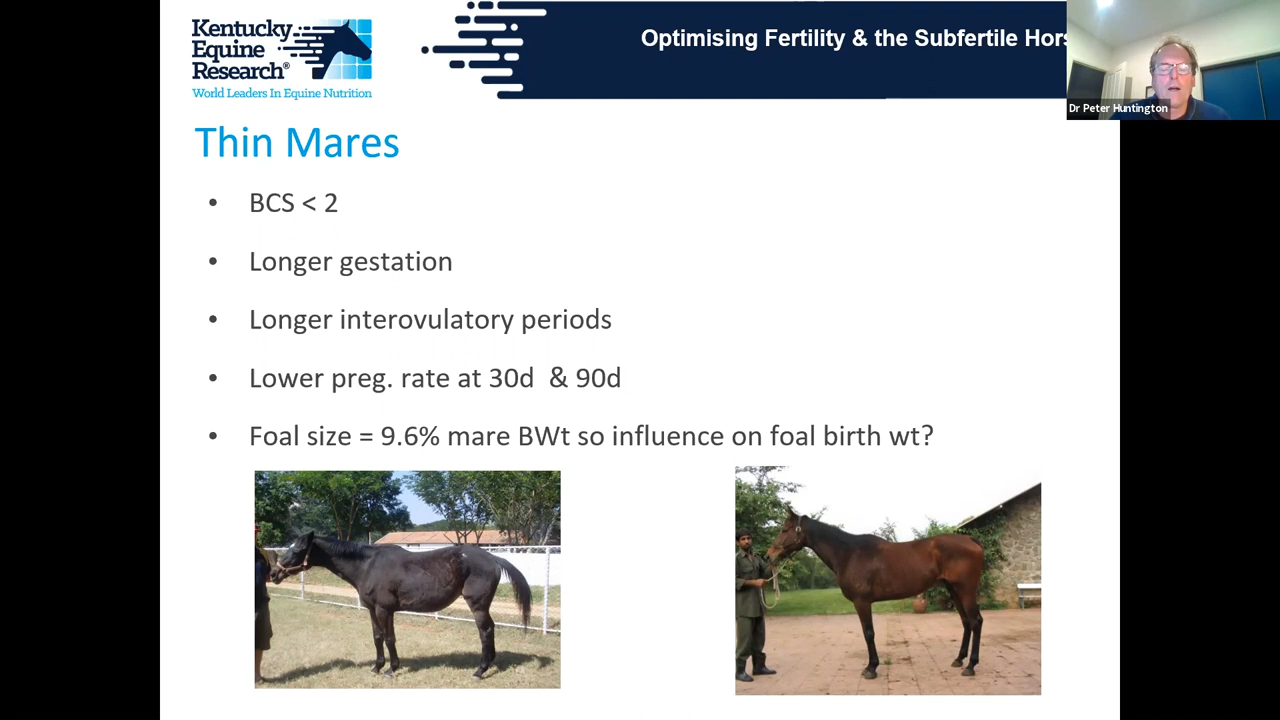 Kentucky
Equine
Research®
World Leaders In Equine Nutrition
Optimising Fertility & the Subfertile Hors
Dr Peter Huntington
Thin Mares
• BCS < 2
• Longer gestation
• Longer interovulatory periods
• Lower preg. rate at 30d & 90d
• Foal size = 9.6% mare BWt so influence on foal birth wt?